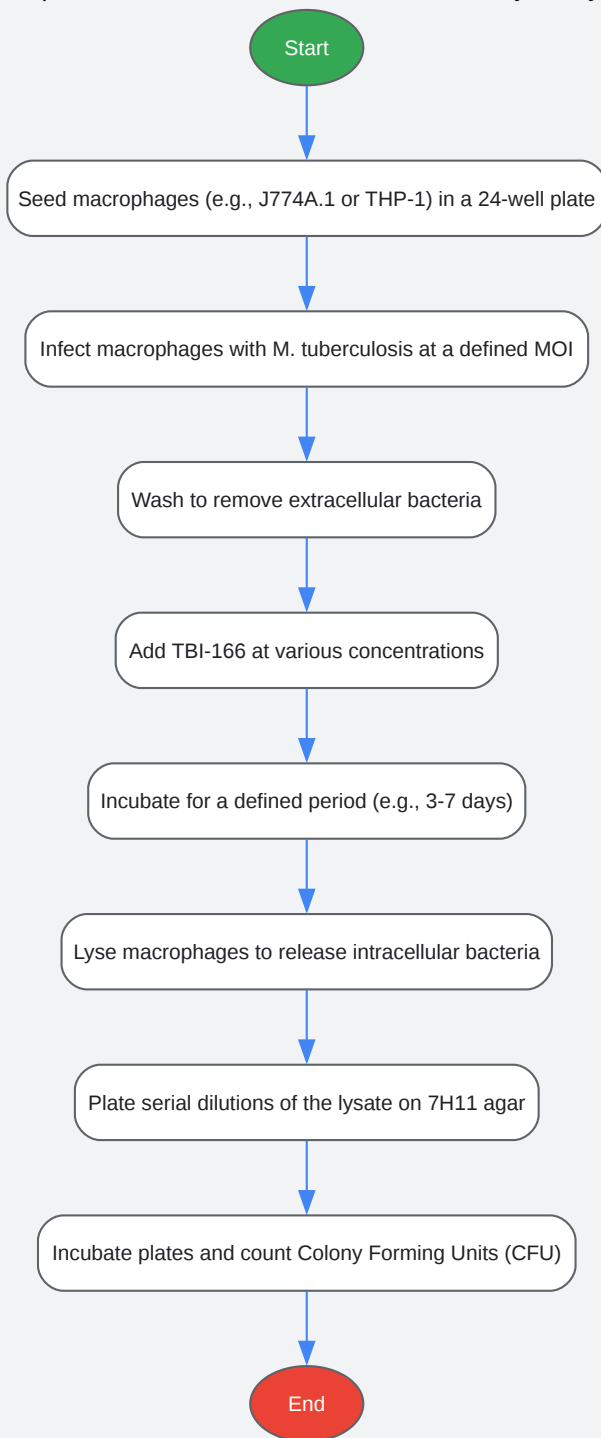 Start
Seed macrophages (e.g., J774A.1 or THP-1) in a 24-well plate
Infect macrophages with M. tuberculosis at a defined MOI
Wash to remove extracellular bacteria
Add TBI-166 at various concentrations
Incubate for a defined period (e.g., 3-7 days)
Lyse macrophages to release intracellular bacteria
Plate serial dilutions of the lysate on 7H11 agar
Incubate plates and count Colony Forming Units (CFU)
End